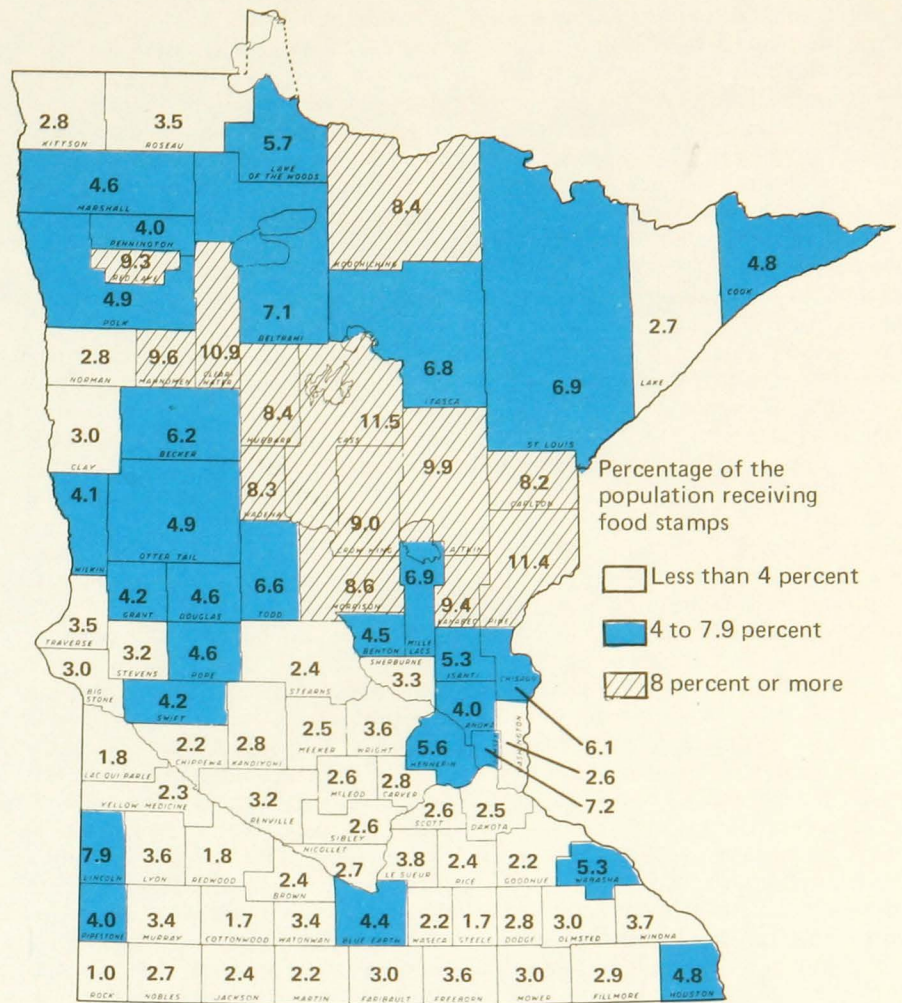 2.8
KITTSON
3.5
ROSEAU
5.7
LAKE
OF THE WOODS
4.6
MARSHALL
4.0
PENNINGTON
9.3
RED LAKE
4.9
POLK
7.1
BELTRAMI
8.4
KOOCHICHING
6.8
ITASCA
6.9
ST LOUIS
2.7
LAKE
4.8
COOK
2.8
NORMAN
9.6
MAHNOMEN
10.9
CLEAR-
WATER
8.4
HUBBARD
11.5
CASS
3.0
CLAY
6.2
BECKER
8.3
WADENA
9.0
CROW WING
9.9
AITKIN
8.2
CARLTON
4.1
WILKIN
4.9
OTTER TAIL
11.4
PINE
4.2
GRANT
4.6
DOUGLAS
6.6
TODD
8.6
MORRISON
6.9
MILLE
LACS
9.4
KANABEC
3.5
TRAVERSE
3.0
BIG
STONE
3.2
STEVENS
4.6
POPE
2.4
STEARNS
4.5
BENTON
SHERBURNE
3.3
5.3
ISANTI
CHISAGO
4.2
SWIFT
4.0
ANOKA
WASHINGTON
1.8
LAC QUI PARLE
2.2
CHIPPEWA
2.8
KANDIYOHI
2.5
MEEKER
3.6
WRIGHT
5.6
HENNEPIN
2.3
YELLOW MEDICINE
3.2
RENVILLE
2.6
MCLEOD
2.8
CARVER
2.6
SCOTT
2.5
DAKOTA
2.6
SIBLEY
7.9
LINCOLN
3.6
LYON
1.8
REDWOOD
2.4
BROWN
NICOLLET
2.7
3.8
LE SUEUR
2.4
RICE
2.2
GOODHUE
5.3
WABASHA
4.0
PIPESTONE
3.4
MURRAY
1.7
COTTONWOOD
3.4
WATONWAN
4.4
BLUE EARTH
2.2
WASECA
1.7
STEELE
2.8
DODGE
3.0
OLMSTED
3.7
WINONA
1.0
ROCK
2.7
NOBLES
2.4
JACKSON
2.2
MARTIN
3.0
FARIBAULT
3.6
FREEBORN
3.0
MOWER
2.9
FILLMORE
4.8
HOUSTON
6.1
2.6
7.2
Percentage of the
population receiving
food stamps
Less than 4 percent
4 to 7.9 percent
8 percent or more